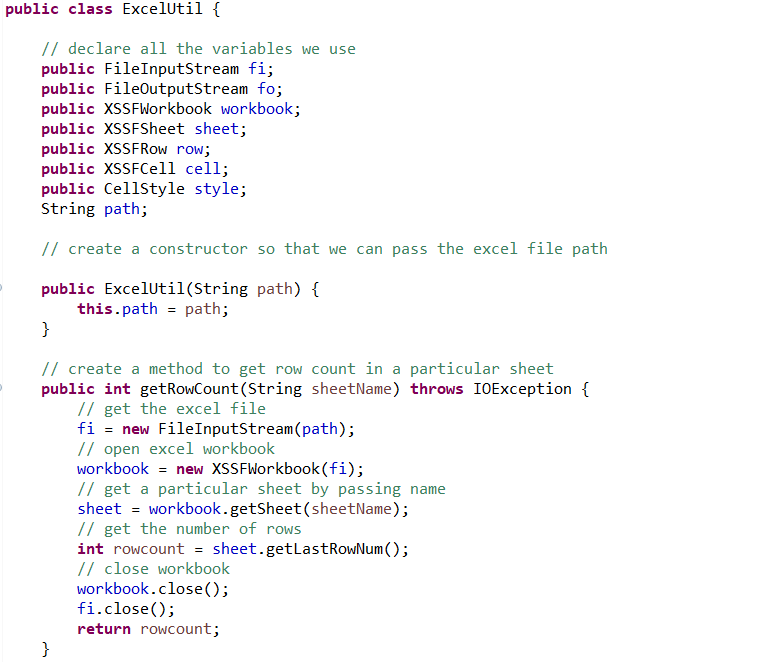 public class ExcelUtil {
// declare all the variables we use
public FileInputStream fi;
public FileOutputStream fo;
public XSSFWorkbook workbook;
public XSSFSheet sheet;
public XSSFRow row;
public XSSFCell cell;
public CellStyle style;
String path;
// create a constructor so that we can pass the excel file path
public ExcelUtil(String path) {
this.path = path;
}
// create a method to get row count in a particular sheet
public int getRowCount(String sheetName) throws IOException {
// get the excel file
fi = new FileInputStream(path);
// open excel workbook
workbook = new XSSFWorkbook(fi);
// get a particular sheet by passing name
sheet = workbook.getSheet(sheetName);
// get the number of rows
int rowcount = sheet.getLastRowNum();
// close workbook
workbook.close();
fi.close();
return rowcount;
}